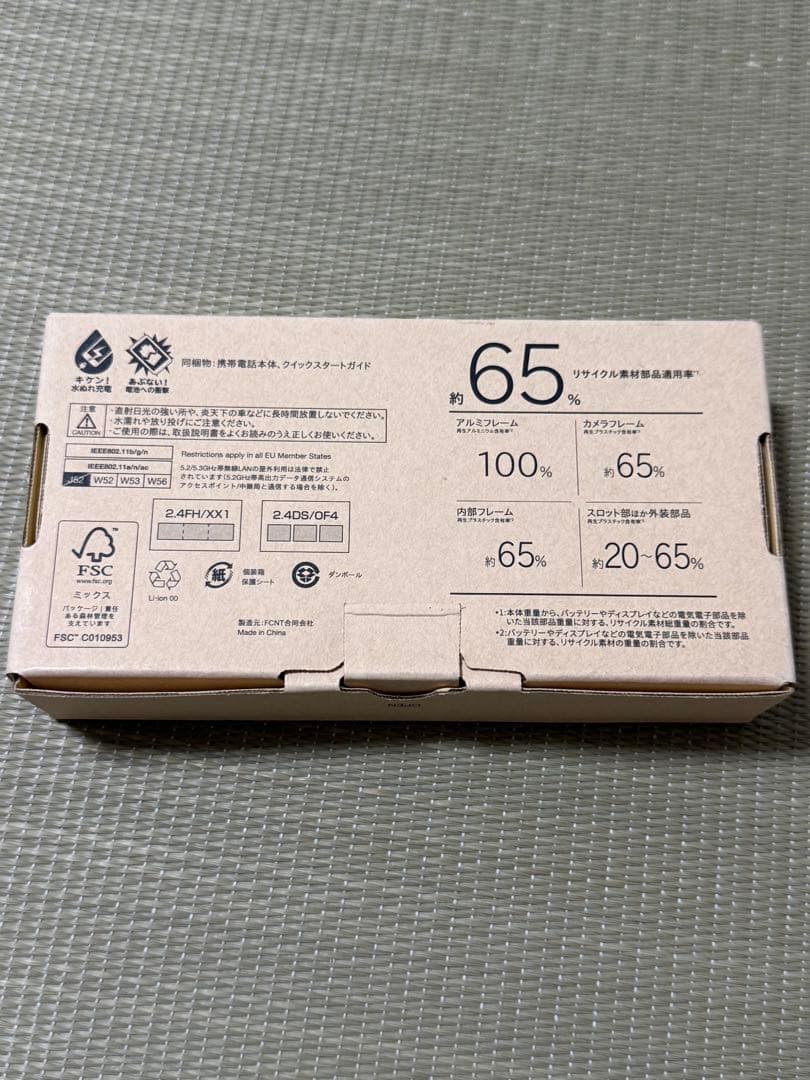 キケン!
水ぬれ充電
あぶない!
電池への衝撃
同梱物:携帯電話本体、クイックスタートガイド
注意
CAUTION
・直射日光の強い所や、炎天下の車などに長時間放置しないでください。
・水濡れや放り投げにご注意ください。
・ご使用の際は、取扱説明書をよくお読みのうえ正しくお使いください。
IEEE802.11b/g/n
IEEE802.11a/n/ac
J52 W52 W53 W56
Restrictions apply in all EU Member States
5.2/5.3GHz帯無線LANの屋外利用は法律で禁止
されています(5.2GHz帯高出力データ通信システムの
アクセスポイント/中継局と通信する場合を除く)。
2.4FH/XX1
2.4DS/OF4
FSC™
www.fsc.org
ミックス
パッケージ|責任
ある森林管理を
支えています
FSC™ C010953
Li-ion 00
紙
個装箱
保護シート
ダンボール
製造元:FCNT合同会社
Made in China
約65%
リサイクル素材部品適用率*1
アルミフレーム
再生アルミニウム含有率*2
100%
カメラフレーム
再生プラスチック含有率*2
約65%
内部フレーム
再生プラスチック含有率*2
約65%
スロット部ほか外装部品
再生プラスチック含有率*2
約20~65%
*1:本体重量から、バッテリーやディスプレイなどの電気電子部品を除
いた当該部品重量に対する、リサイクル素材総重量の割合です。
*2:バッテリーやディスプレイなどの電気電子部品を除いた当該部品
重量に対する、リサイクル素材の重量の割合です。
OPEN